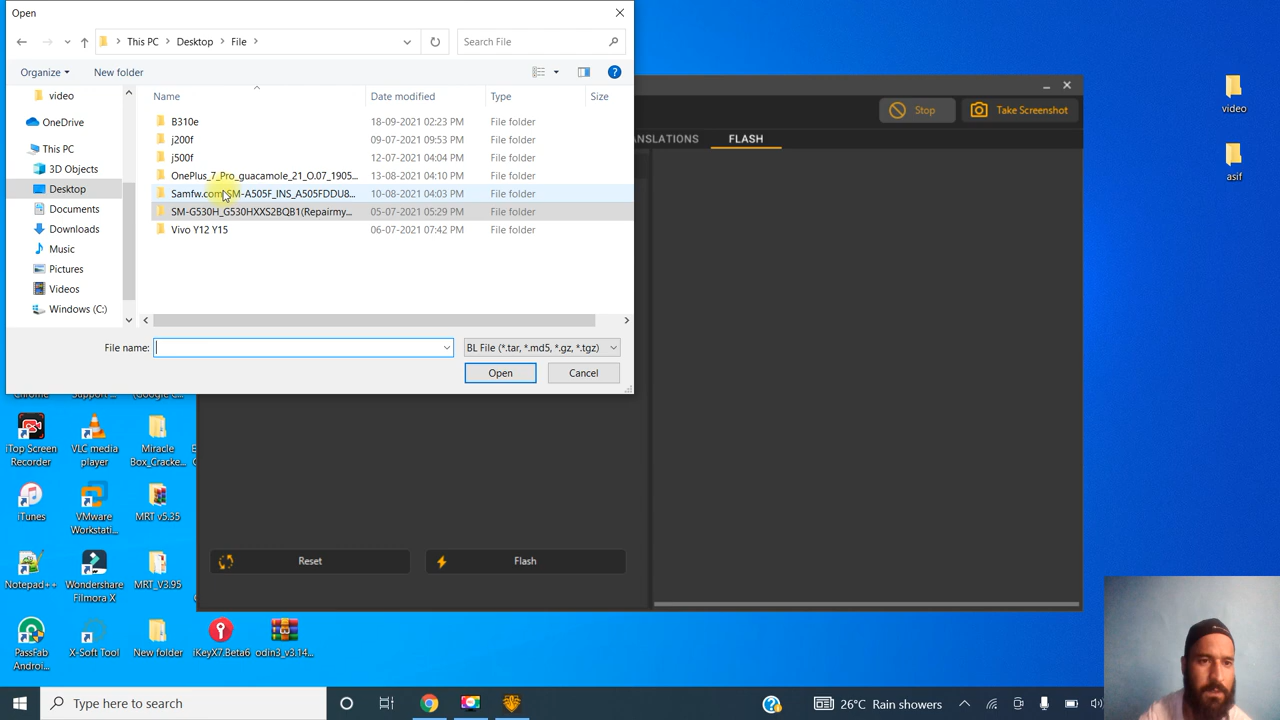 Open
This PC > Desktop > File >
Search File
Organize
New folder
Name
Date modified
Type
Size
video
OneDrive
This PC
3D Objects
Desktop
Documents
Downloads
Music
Pictures
Videos
Windows (C:)
B310e 18-09-2021 02:23 PM File folder
j200f 09-07-2021 09:53 PM File folder
j500f 12-07-2021 04:04 PM File folder
OnePlus_7_Pro_guacamole_21_O.07_1905... 13-08-2021 04:10 PM File folder
Samfw.com_SM-A505F_INS_A505FDDU8... 10-08-2021 04:03 PM File folder
SM-G530H_G530HXXS2BQB1(Repairmy... 05-07-2021 05:29 PM File folder
Vivo Y12 Y15 06-07-2021 07:42 PM File folder
File name:
BL File (*.tar, *.md5, *.gz, *.tgz)
Open
Cancel
Stop
Take Screenshot
FLASH
Reset
Flash
video
asif
iTop Screen
Recorder
VLC media
player
Miracle
Box_Cracke...
iTunes
VMware
Workstati...
MRT v5.35
Notepad++
Wondershare
Filmora X
MRT_V3.95
PassFab
Androi...
X-Soft Tool
New folder
iKeyX7.Beta6
odin3_v3.14...
Type here to search
26°C Rain showers